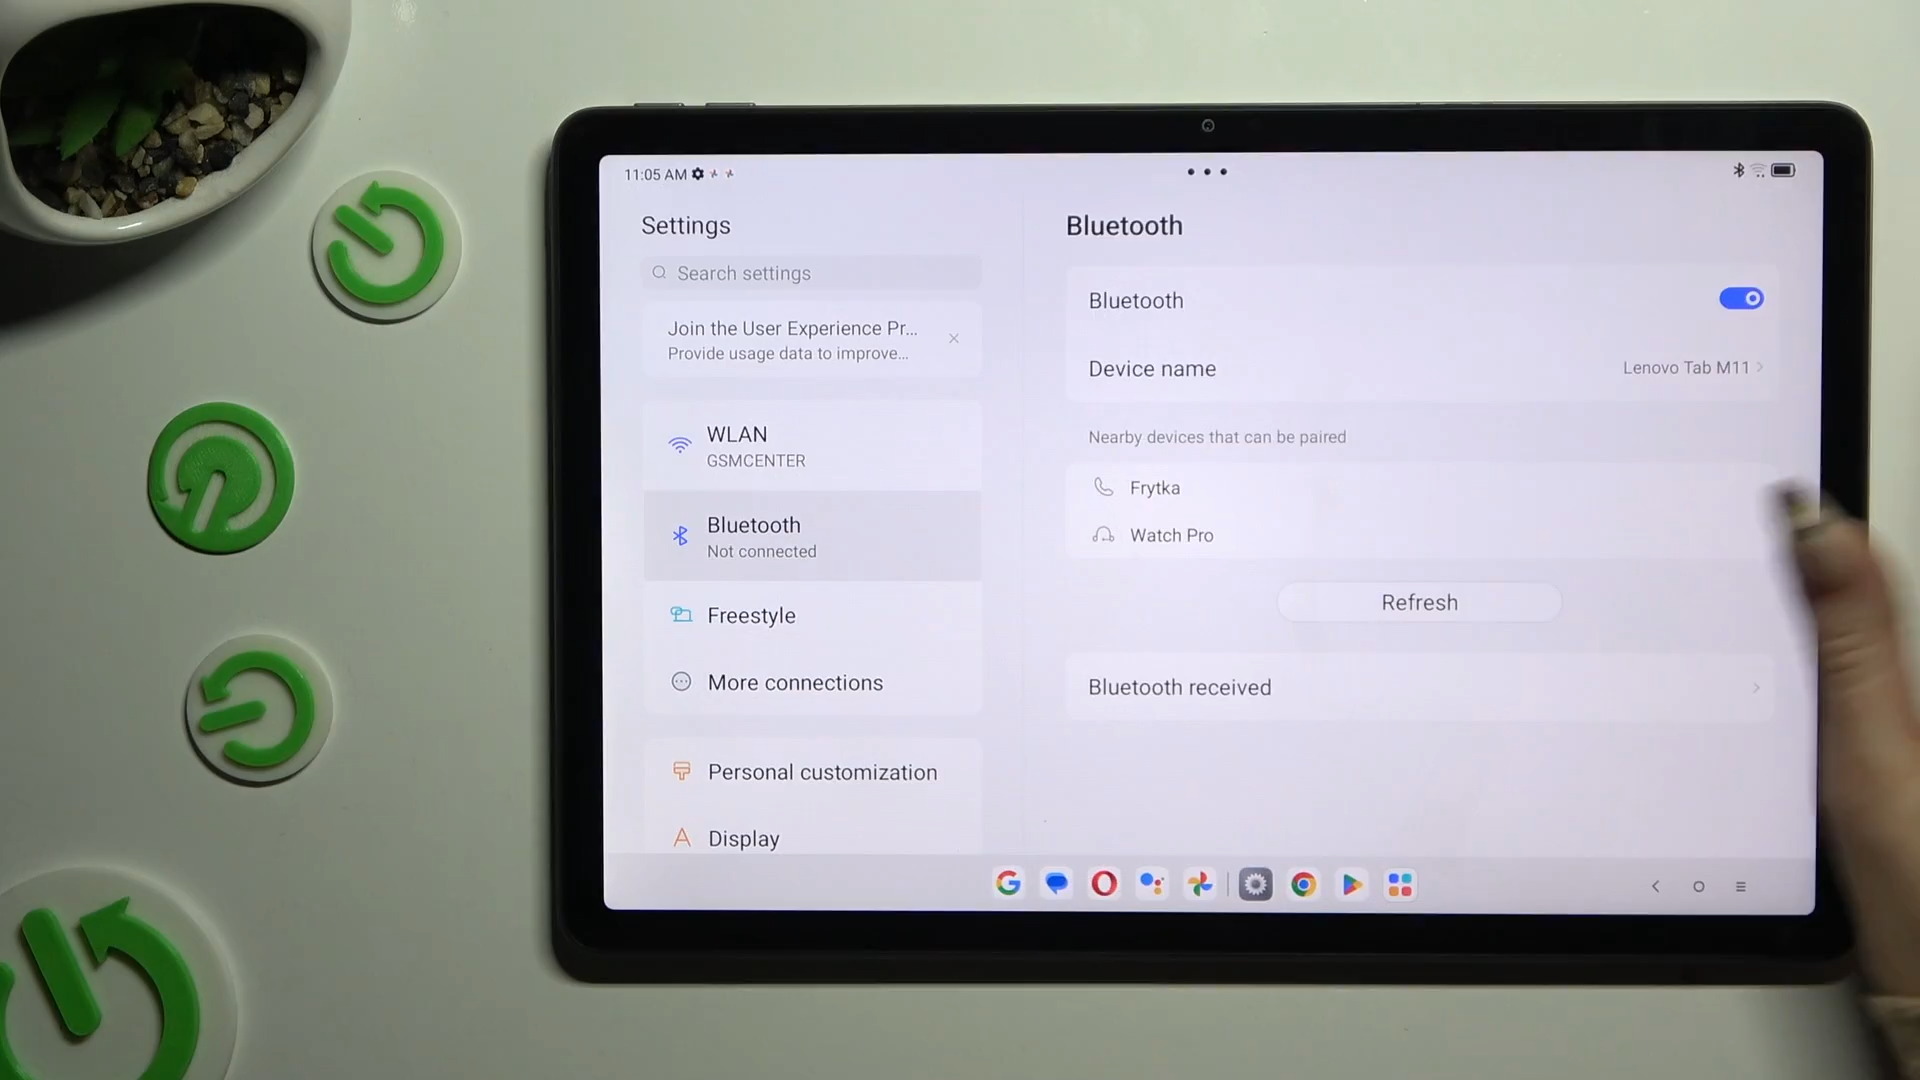 11:05 AM
Settings
Search settings
Join the User Experience Pr...
Provide usage data to improve...
WLAN
GSMCENTER
Bluetooth
Not connected
Freestyle
More connections
Personal customization
Display
Bluetooth
Bluetooth
Device name
Lenovo Tab M11
Nearby devices that can be paired
Frytka
Watch Pro
Refresh
Bluetooth received